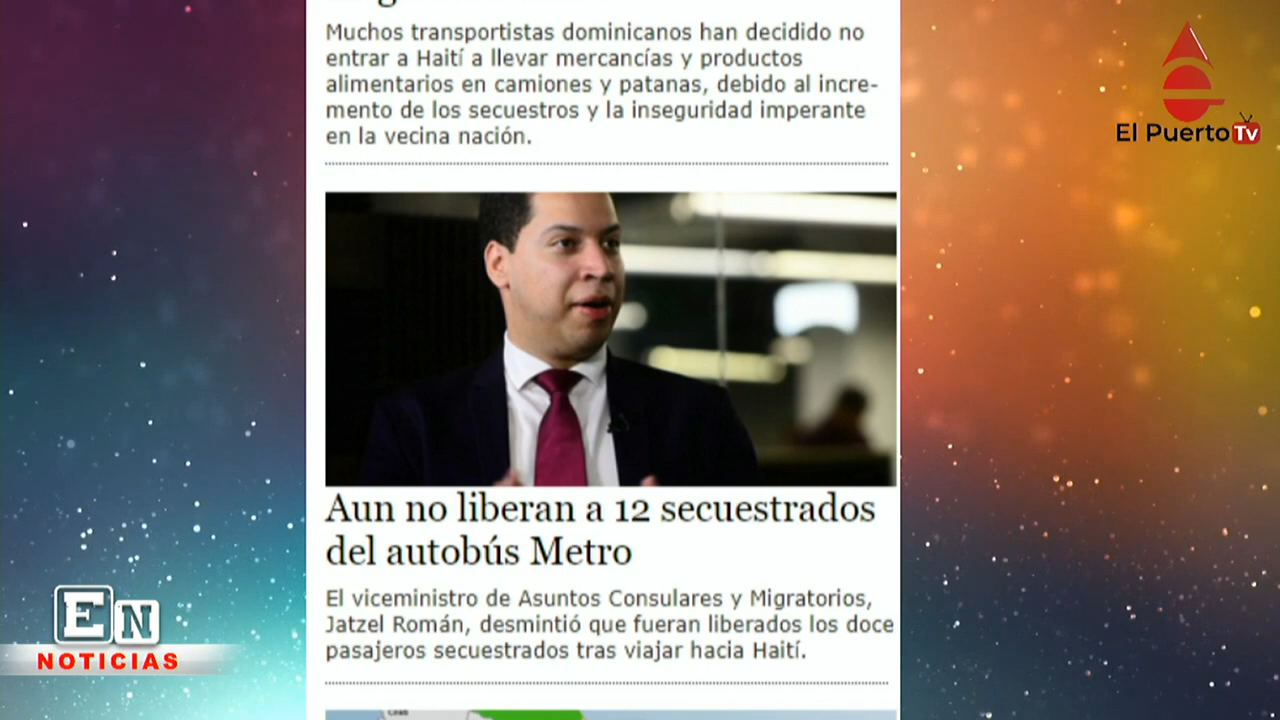 Muchos transportistas dominicanos han decidido no
entrar a Haití a llevar mercancías y productos
alimentarios en camiones y patanas, debido al incre-
mento de los secuestros y la inseguridad imperante
en la vecina nación.
El Puerto Tv
Aun no liberan a 12 secuestrados
del autobús Metro
El viceministro de Asuntos Consulares y Migratorios,
Jatzel Román, desmintió que fueran liberados los doce
pasajeros secuestrados tras viajar hacia Haití.
EN
NOTICIAS